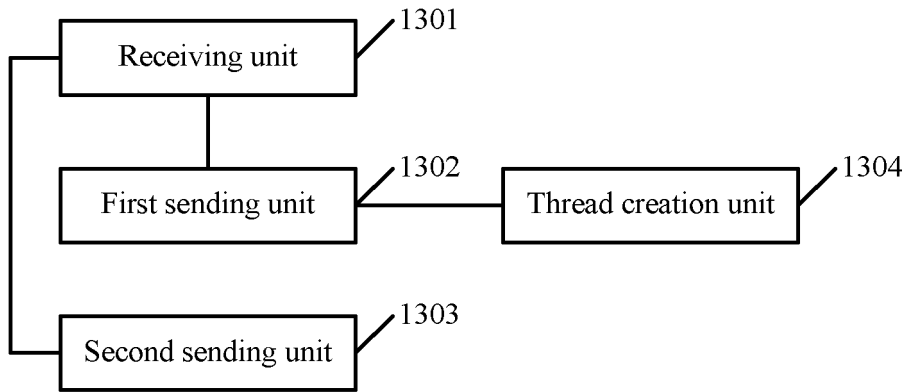 1301
Receiving unit
1302
First sending unit
1304
Thread creation unit
1303
Second sending unit